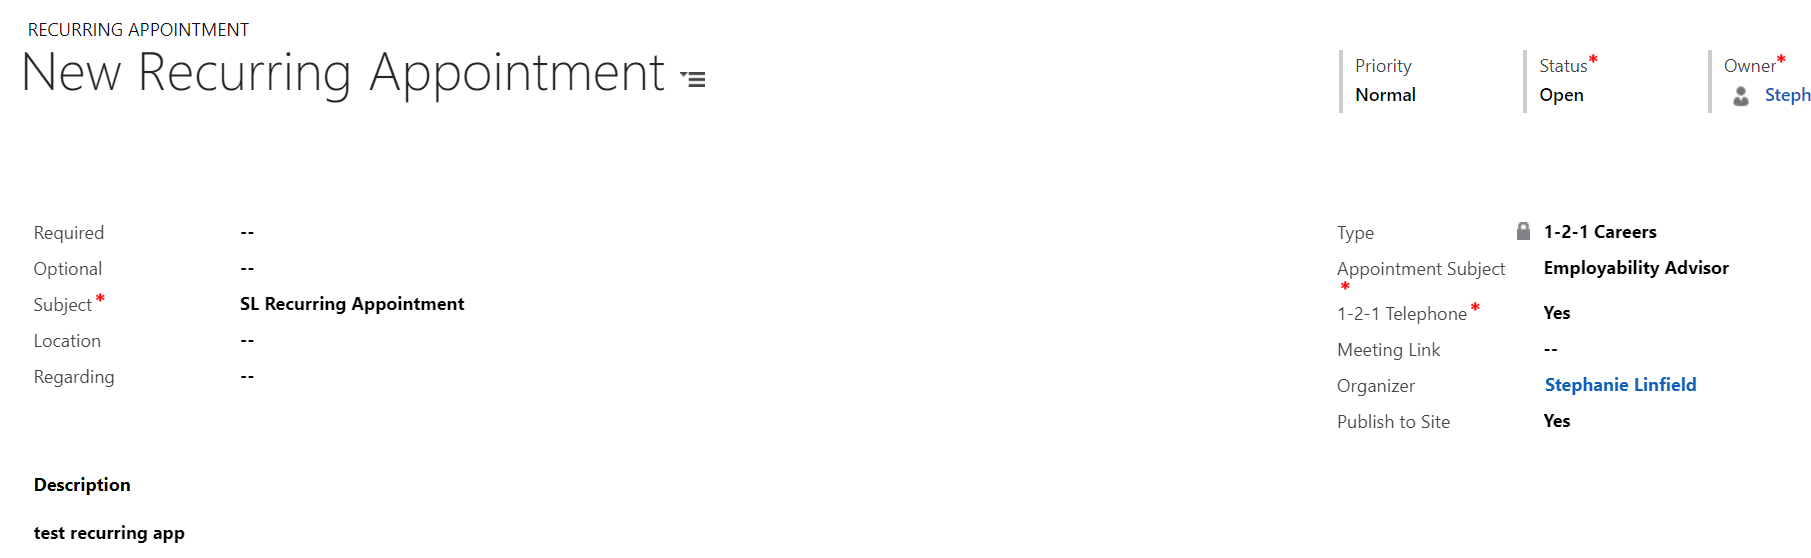 RECURRING APPOINTMENT
New Recurring Appointment
Priority
Normal
Status*
Open
Owner*
Steph
Required --
Optional --
Subject* SL Recurring Appointment
Location --
Regarding --
Type 1-2-1 Careers
Appointment Subject Employability Advisor
*
1-2-1 Telephone* Yes
Meeting Link --
Organizer Stephanie Linfield
Publish to Site Yes
Description
test recurring app